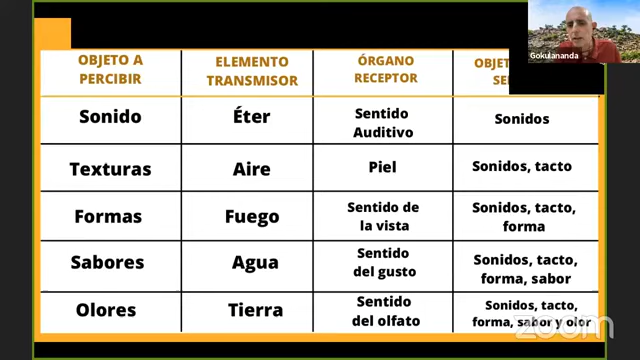 Gokulananda
OBJETO A
PERCIBIR
ELEMENTO
TRANSMISOR
ÓRGANO
RECEPTOR
Sonido
Éter
Sentido
Auditivo
Sonidos
Texturas
Aire
Piel
Sonidos, tacto
Formas
Fuego
Sentido de
la vista
Sonidos, tacto,
forma
Sabores
Agua
Sentido
del gusto
Sonidos, tacto,
forma, sabor
Olores
Tierra
Sentido
del olfato
Sonidos, tacto,
forma, sabor y olor
zoom